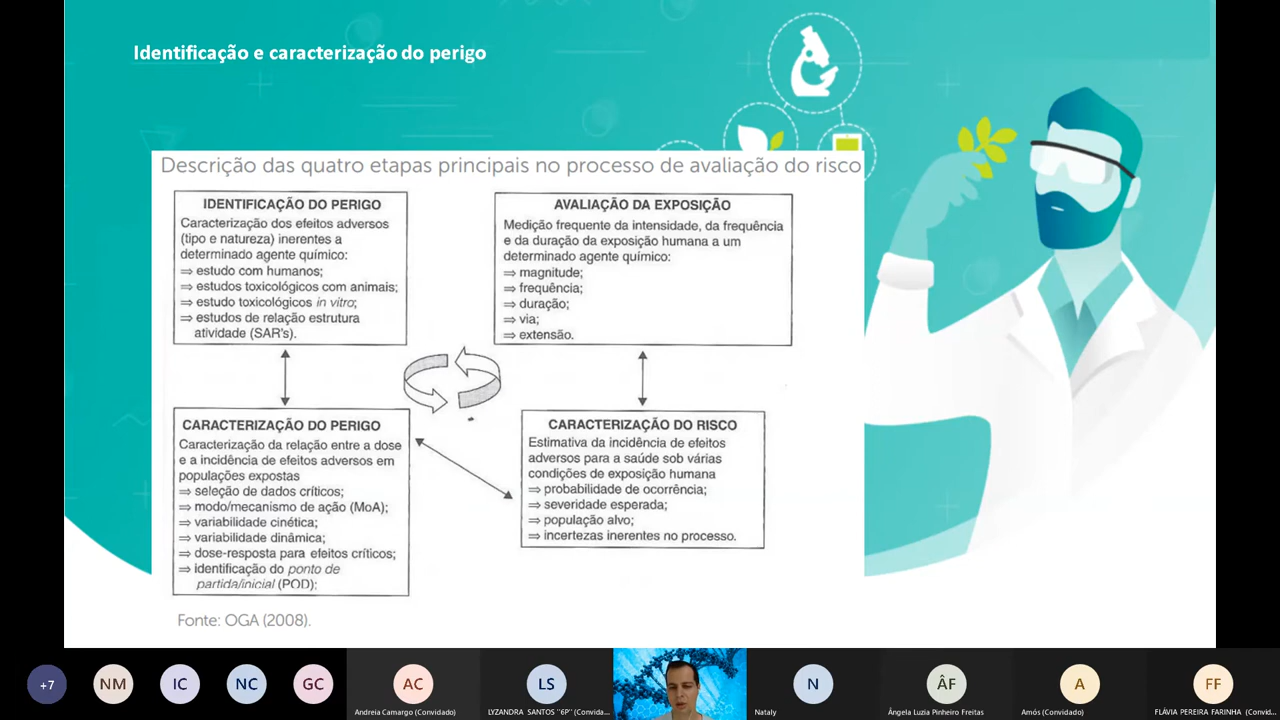 Identificação e caracterização do perigo
Descrição das quatro etapas principais no processo de avaliação do risco
IDENTIFICAÇÃO DO PERIGO
Caracterização dos efeitos adversos
(tipo e natureza) inerentes a
determinado agente químico:
⇒ estudo com humanos;
⇒ estudos toxicológicos com animais;
⇒ estudo toxicológicos in vitro;
⇒ estudos de relação estrutura
atividade (SAR's).
AVALIAÇÃO DA EXPOSIÇÃO
Medição frequente da intensidade, da frequência
e da duração da exposição humana a um
determinado agente químico:
⇒ magnitude;
⇒ frequência;
⇒ duração;
⇒ via;
⇒ extensão.
CARACTERIZAÇÃO DO PERIGO
Caracterização da relação entre a dose
e a incidência de efeitos adversos em
populações expostas
⇒ seleção de dados críticos;
⇒ modo/mecanismo de ação (MoA);
⇒ variabilidade cinética;
⇒ variabilidade dinâmica;
⇒ dose-resposta para efeitos críticos;
⇒ identificação do ponto de
partida/inicial (POD);
CARACTERIZAÇÃO DO RISCO
Estimativa da incidência de efeitos
adversos para a saúde sob várias
condições de exposição humana
⇒ probabilidade de ocorrência;
⇒ severidade esperada;
⇒ população alvo;
⇒ incertezas inerentes no processo.
Fonte: OGA (2008).
+7
NM
IC
NC
GC
AC
Andreia Camargo (Convidado)
LS
LYZANDRA SANTOS "6P" (Convida...
N
Nataly
ÂF
Ângela Luzia Pinheiro Freitas
A
Amós (Convidado)
FF
FLÁVIA PEREIRA FARINHA (Convid...